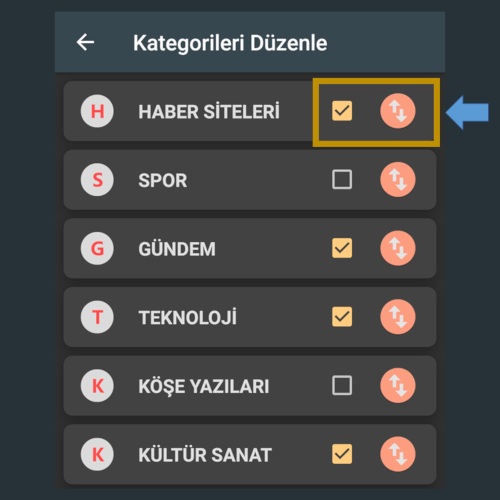 Kategorileri Düzenle
H HABER SİTELERİ
S SPOR
G GÜNDEM
T TEKNOLOJİ
K KÖŞE YAZILARI
K KÜLTÜR SANAT